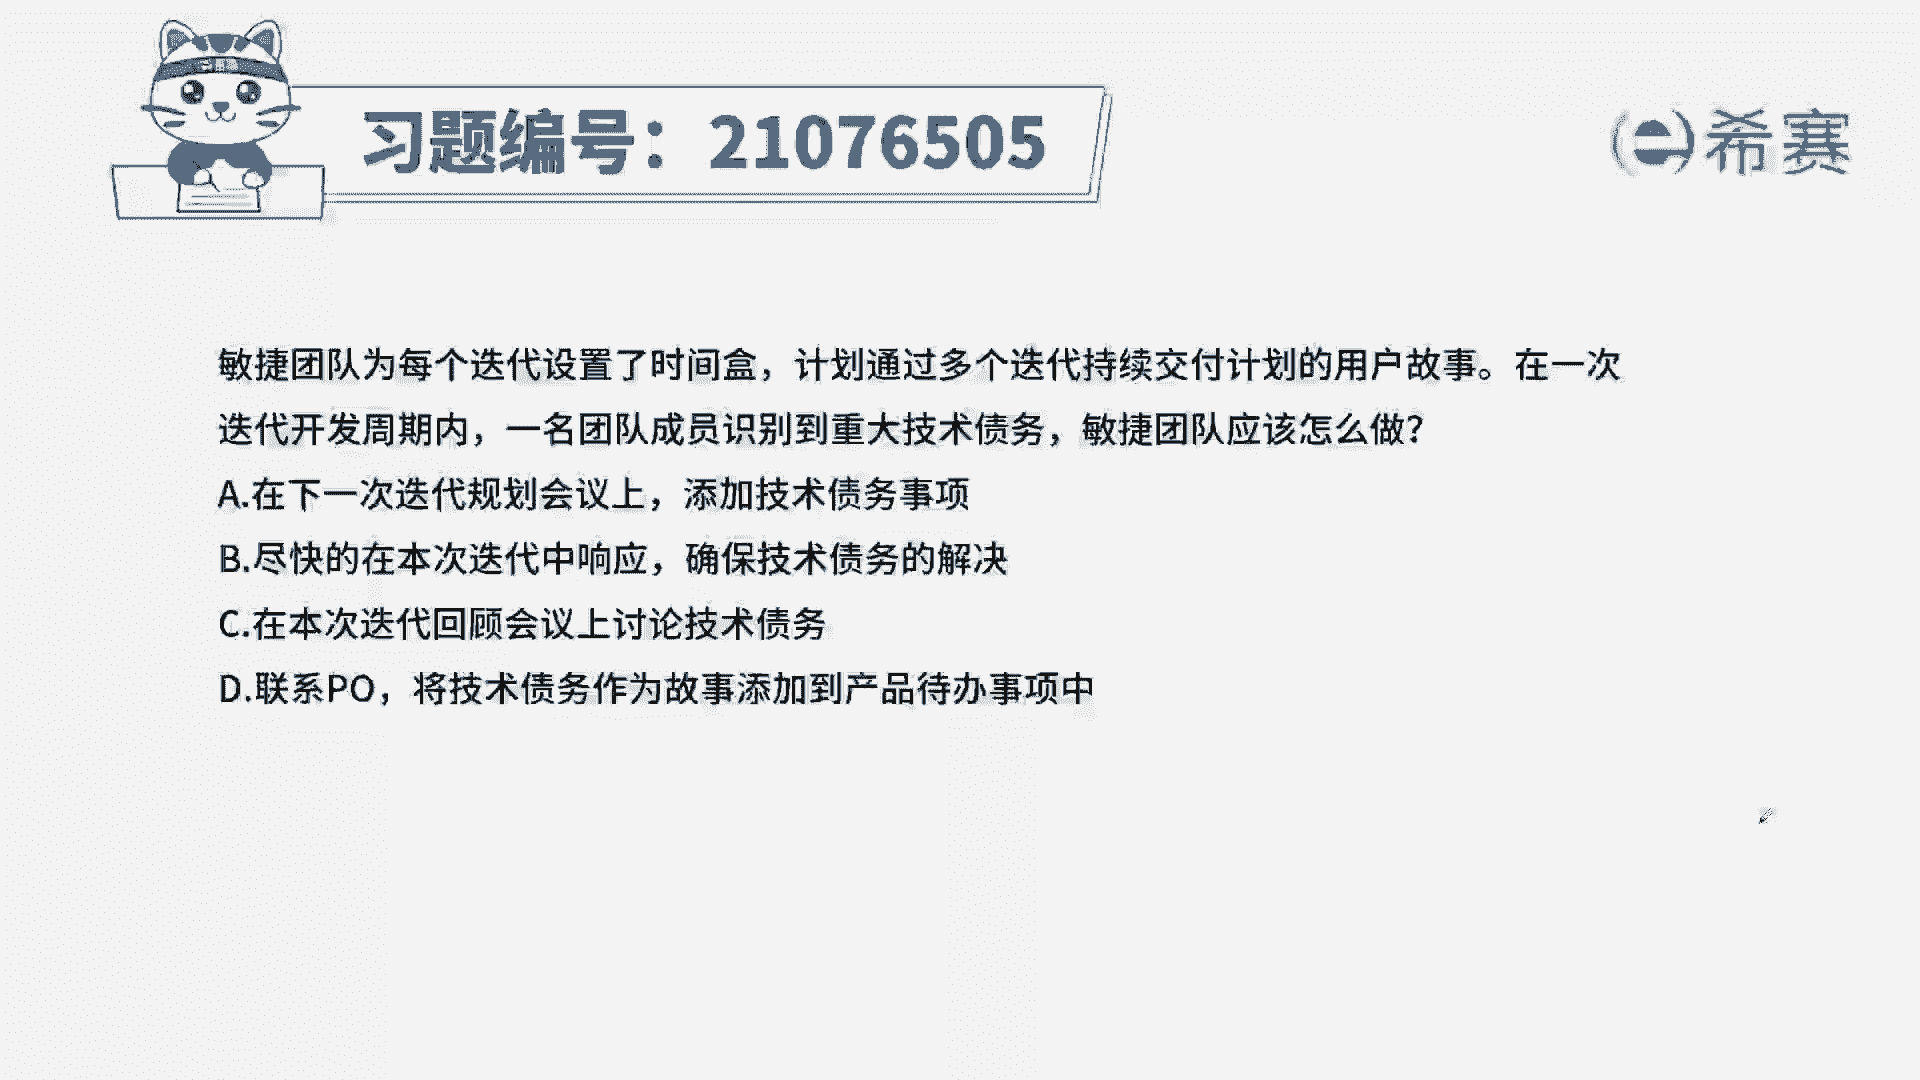 习题编号：21076505
希赛
敏捷团队为每个迭代设置了时间盒，计划通过多个迭代持续交付计划的用户故事。在一次
迭代开发周期内，一名团队成员识别到重大技术债务，敏捷团队应该怎么做？
A.在下一次迭代规划会议上，添加技术债务事项
B.尽快的在本次迭代中响应，确保技术债务的解决
C.在本次迭代回顾会议上讨论技术债务
D.联系PO，将技术债务作为故事添加到产品待办事项中